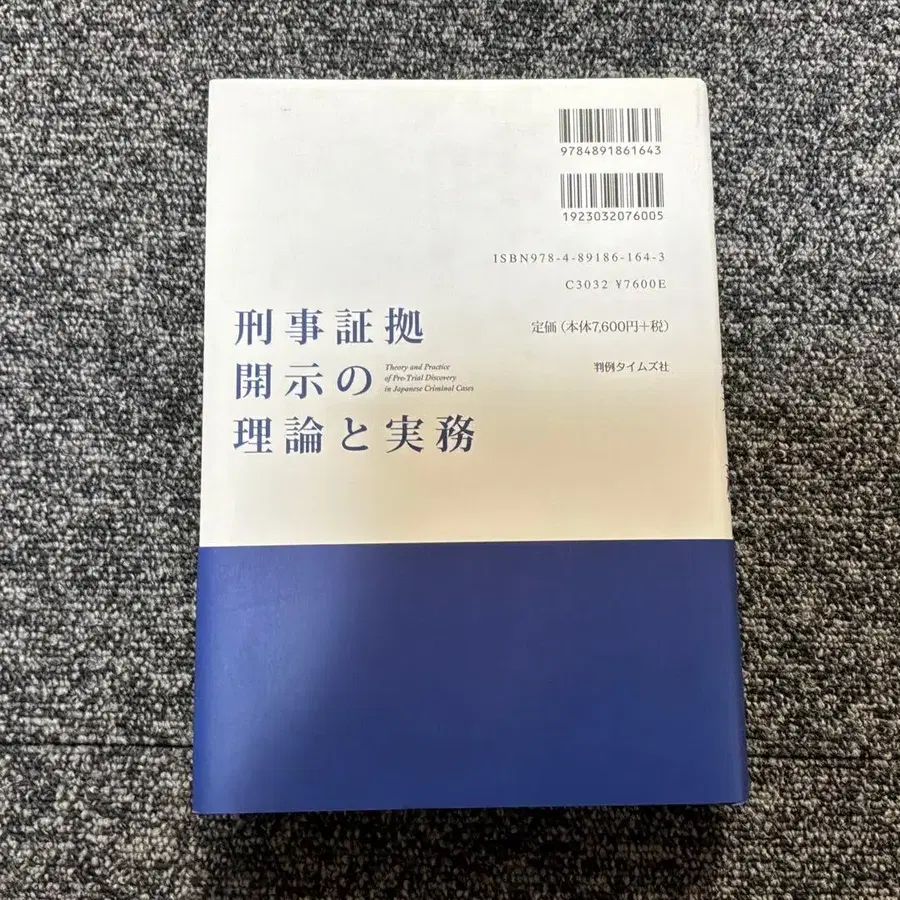 9784891861643
1923032076005
ISBN978-4-89186-164-3
C3032 ¥7600E
定価(本体7,600円+税)
判例タイムズ社
刑事証拠
開示の
理論と実務
Theory and Practice
of Pre-Trial Discovery
in Japanese Criminal Cases